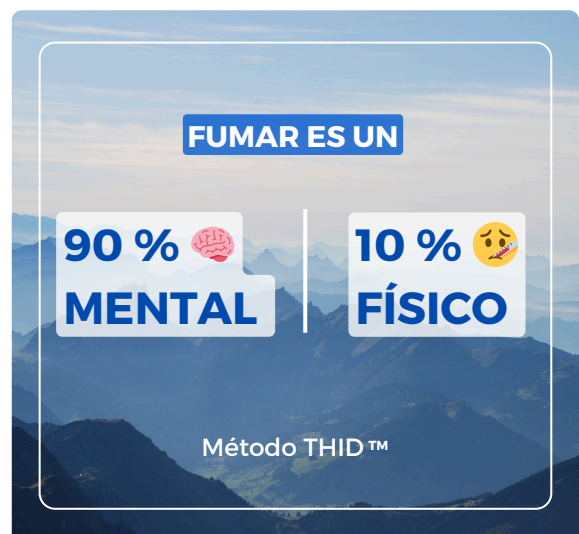 FUMAR ES UN
90 % 🧠
MENTAL
10 % 🤒
FÍSICO
Método THID™